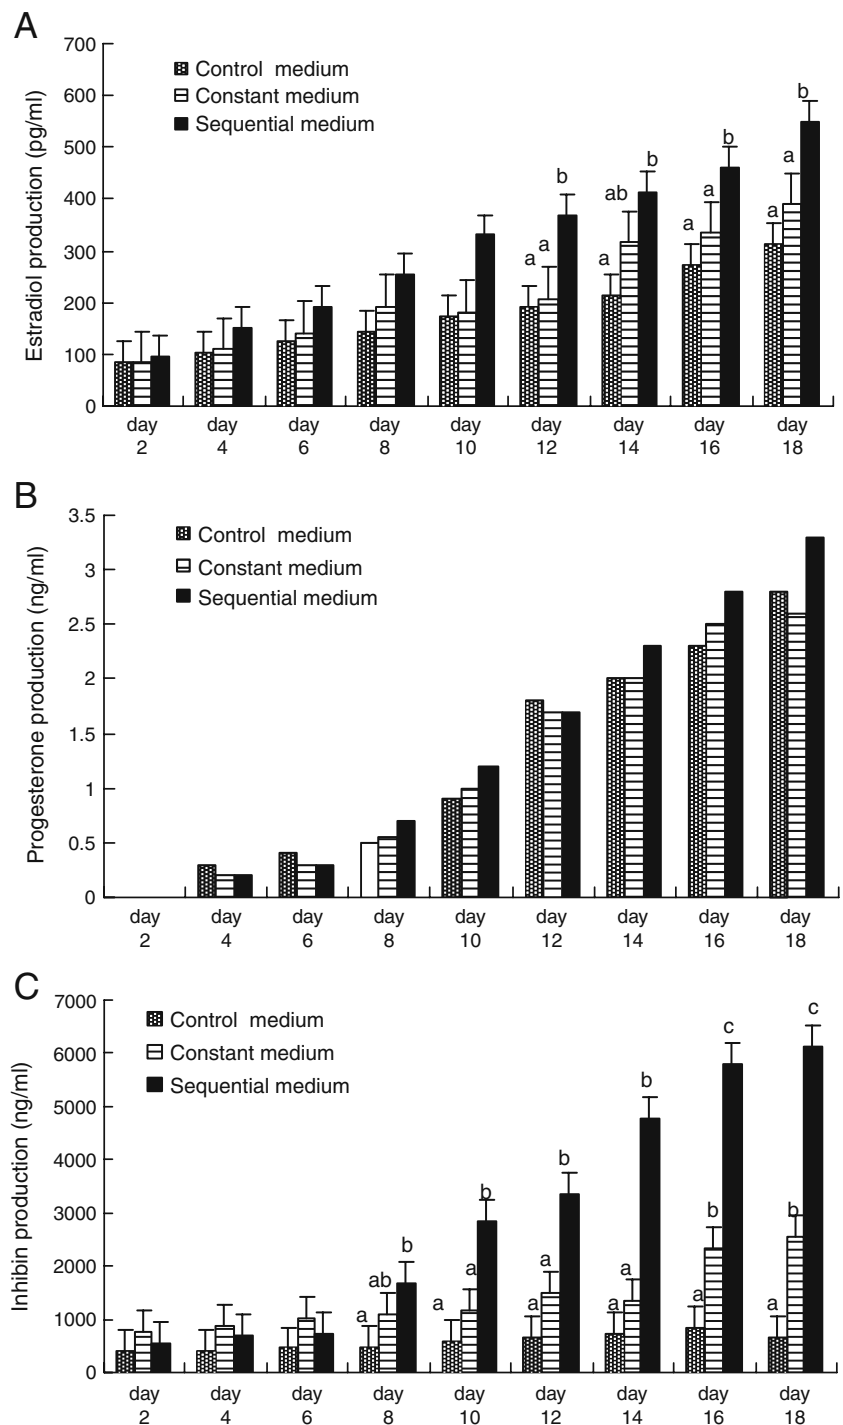 A
Estradiol production (pg/ml)
700
600
500
400
300
200
100
0
Control medium
Constant medium
Sequential medium
a a b
a ab b
a a b
a a b
day day day day day day day day day
2 4 6 8 10 12 14 16 18
B
Progesterone production (ng/ml)
3.5
3
2.5
2
1.5
1
0.5
0
Control medium
Constant medium
Sequential medium
day day day day day day day day day
2 4 6 8 10 12 14 16 18
C
Inhibin production (ng/ml)
7000
6000
5000
4000
3000
2000
1000
0
Control medium
Constant medium
Sequential medium
a ab b
a a b
a a b
a a b
a b c
a b c
day day day day day day day day day
2 4 6 8 10 12 14 16 18